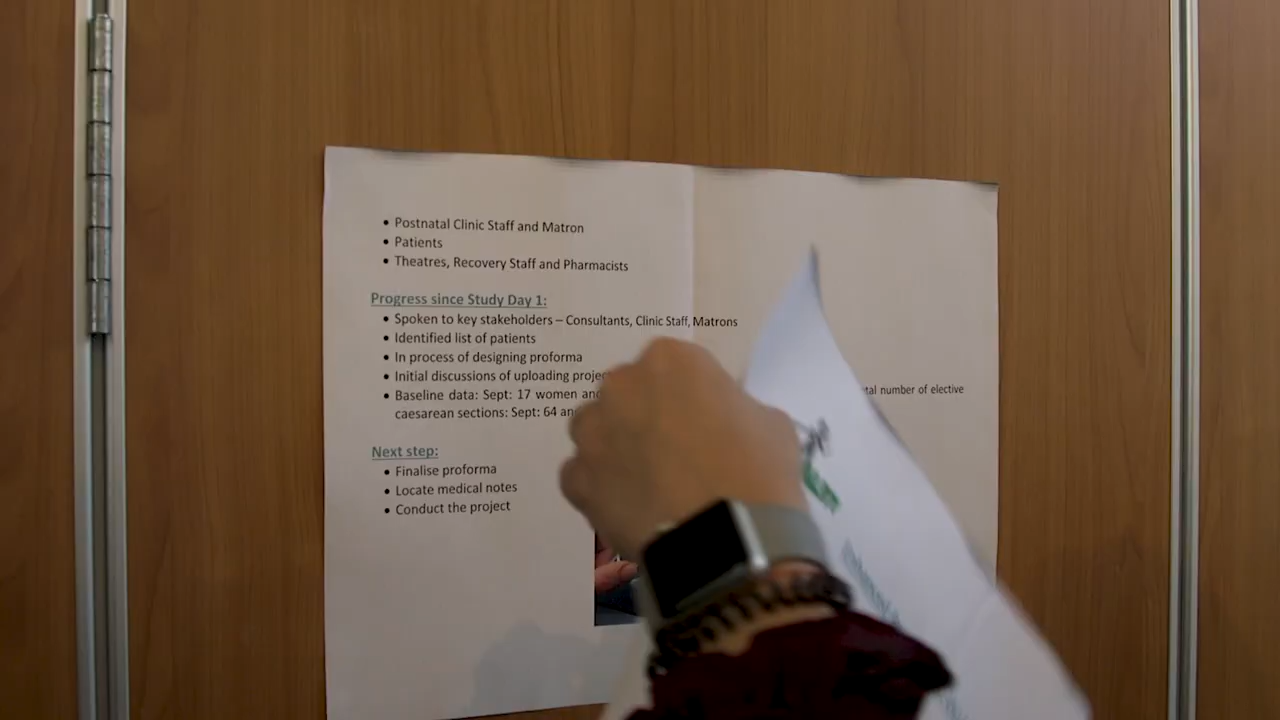 • Postnatal Clinic Staff and Matron
• Patients
• Theatres, Recovery Staff and Pharmacists
Progress since Study Day 1:
• Spoken to key stakeholders – Consultants, Clinic Staff, Matrons
• Identified list of patients
• In process of designing proforma
• Initial discussions of uploading
• Baseline data: Sept: 17 women number of elective
caesarean sections: Sept: 64
Next step:
• Finalise proforma
• Locate medical notes
• Conduct the project